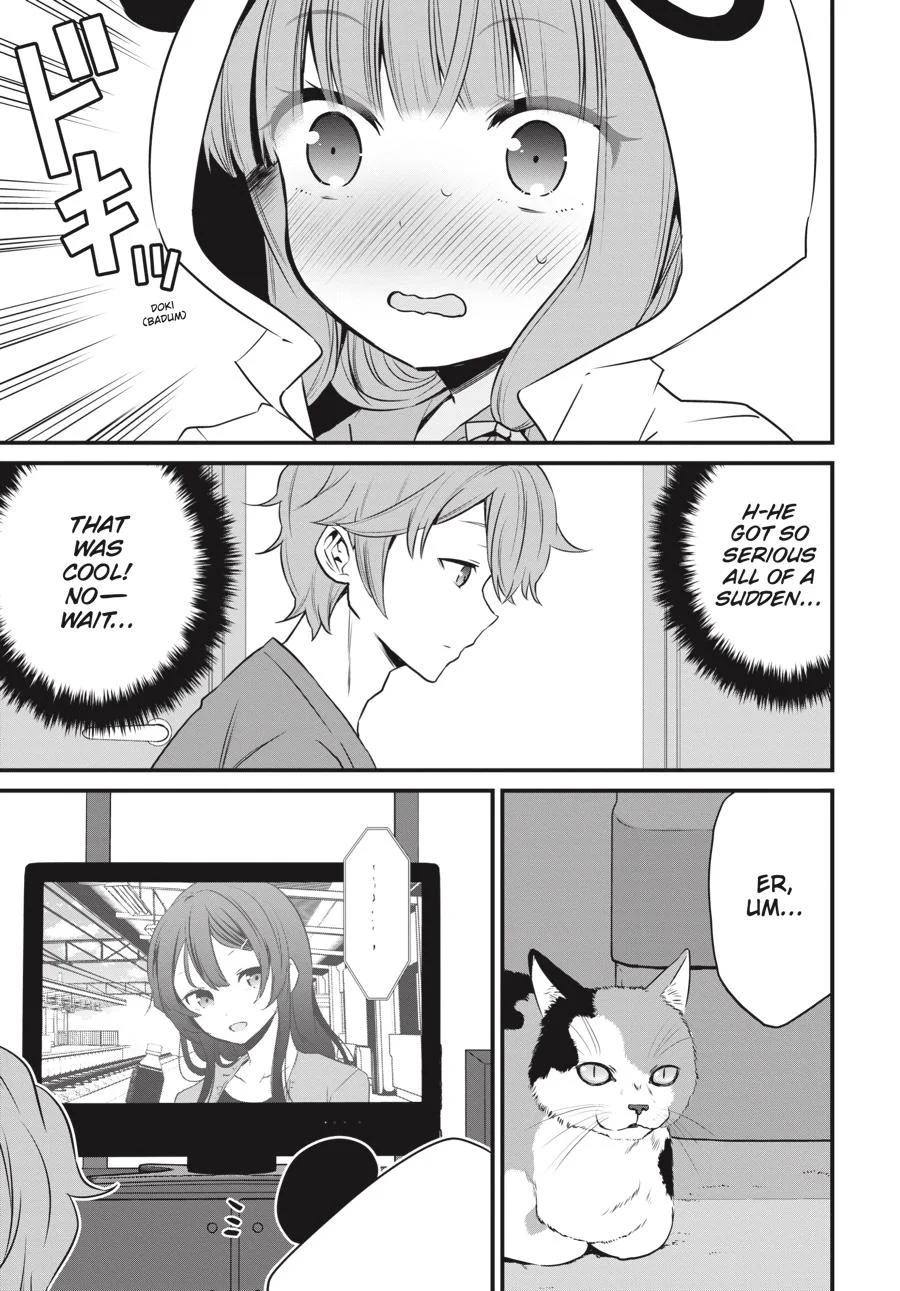 ドキッ
DOKI
(BADUM)
H-HE
GOT SO
SERIOUS
ALL OF A
SUDDEN...
THAT
WAS
COOL!
NO—
WAIT...
ER,
UM...
......
...